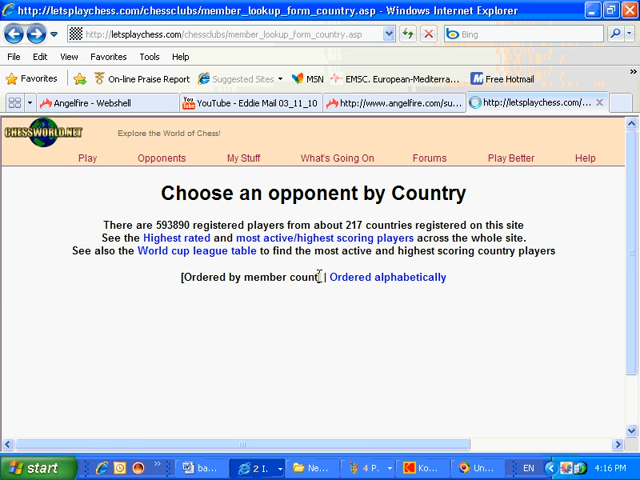 http://letsplaychess.com/chessclubs/member_lookup_form_country.asp - Windows Internet Explorer
http://letsplaychess.com/chessclubs/member_lookup_form_country.asp
Bing
File Edit View Favorites Tools Help
Favorites On-line Praise Report Suggested Sites MSN EMSC. European-Mediterra... Free Hotmail
Angelfire - Webshell YouTube - Eddie Mail 03_11_10 http://www.angelfire.com/su... http://letsplaychess.com/...
CHESSWORLD.NET Explore the World of Chess!
Play Opponents My Stuff What's Going On Forums Play Better Help
Choose an opponent by Country
There are 593890 registered players from about 217 countries registered on this site
See the Highest rated and most active/highest scoring players across the whole site.
See also the World cup league table to find the most active and highest scoring country players
[Ordered by member count] | Ordered alphabetically
start ba... 2 I. Ne... 4 P. Ko... Un... EN 4:16 PM